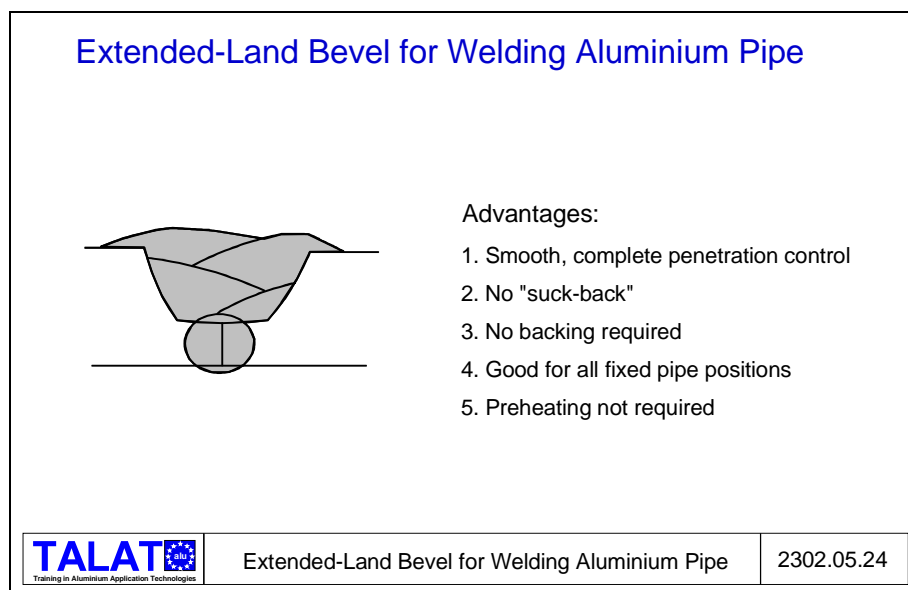 Extended-Land Bevel for Welding Aluminium Pipe
Advantages:
1. Smooth, complete penetration control
2. No "suck-back"
3. No backing required
4. Good for all fixed pipe positions
5. Preheating not required
TALAT
alu
Training in Aluminium Application Technologies
Extended-Land Bevel for Welding Aluminium Pipe
2302.05.24